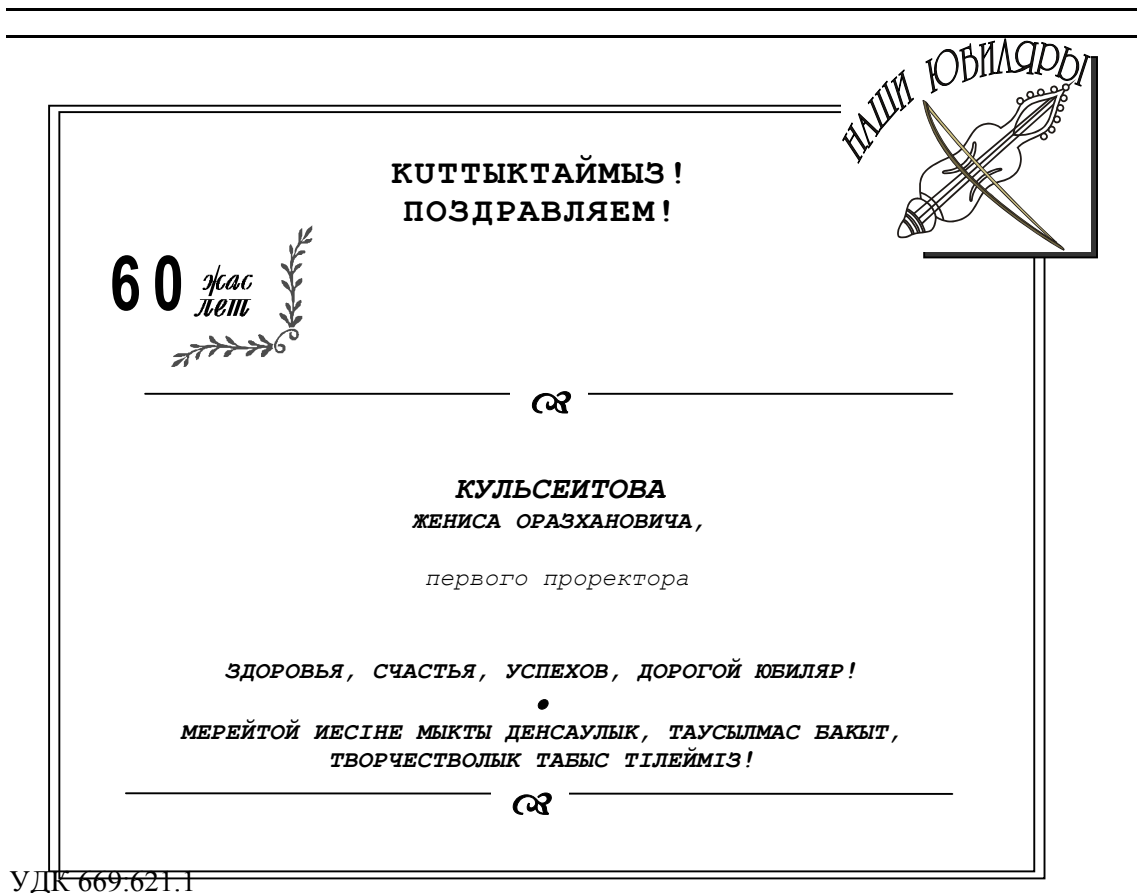 НАШИ ЮБИЛЯРЫ
КUТТЫКТАЙМЫЗ!
ПОЗДРАВЛЯЕМ!
60 жас
лет
КУЛЬСЕИТОВА
ЖЕНИСА ОРАЗХАНОВИЧА,
первого проректора
ЗДОРОВЬЯ, СЧАСТЬЯ, УСПЕХОВ, ДОРОГОЙ ЮБИЛЯР!
•
МЕРЕЙТОЙ ИЕСІНЕ МЫКТЫ ДЕНСАУЛЫК, ТАУСЫЛМАС БАКЫТ,
ТВОРЧЕСТВОЛЫК ТАБЫС ТІЛЕЙМІЗ!
УДК 669:621.1